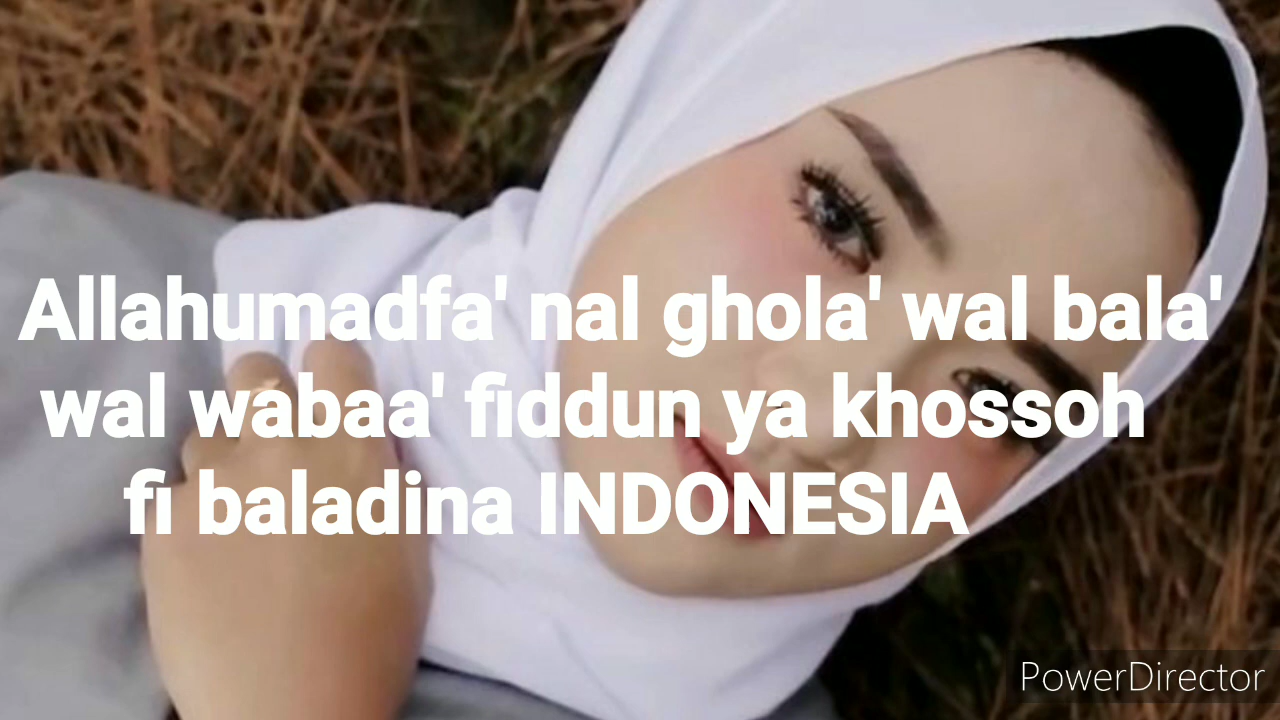 Allahumadfa' nal ghola' wal bala'
wal wabaa' fiddun ya khossoh
fi baladina INDONESIA
PowerDirector